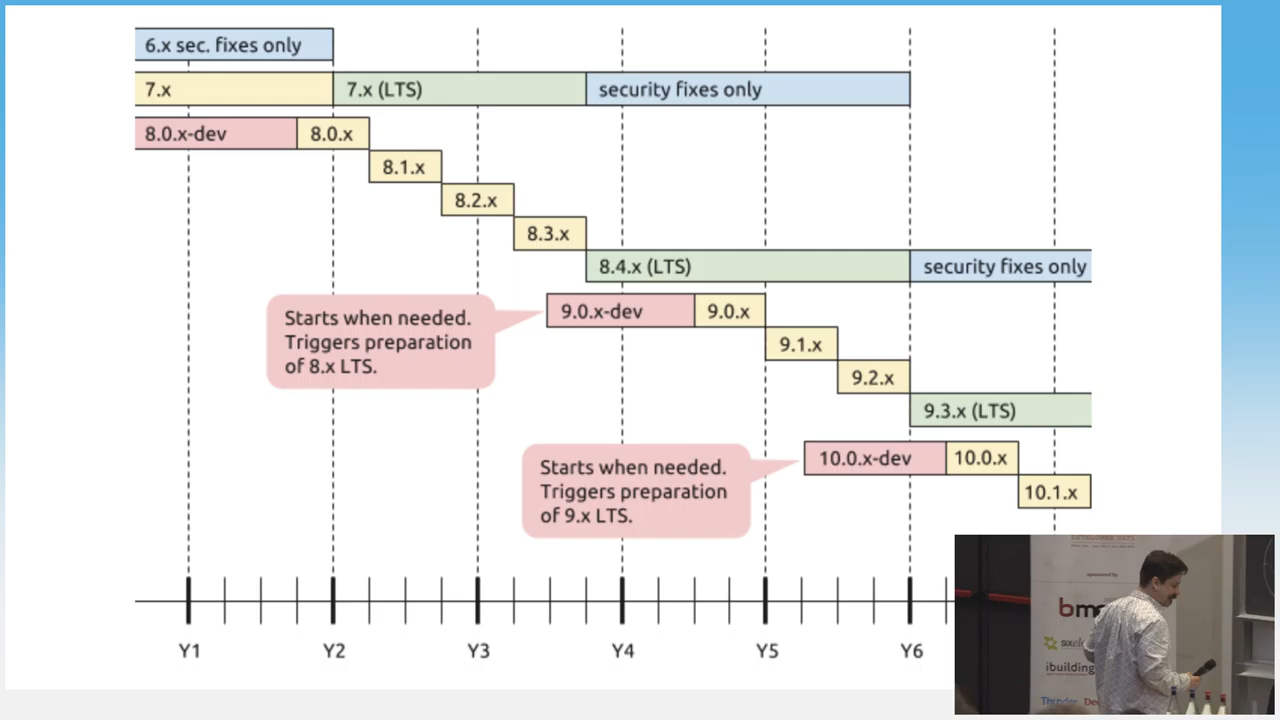 6.x sec. fixes only
7.x
7.x (LTS)
security fixes only
8.0.x-dev
8.0.x
8.1.x
8.2.x
8.3.x
8.4.x (LTS)
security fixes only
Starts when needed.
Triggers preparation
of 8.x LTS.
9.0.x-dev
9.0.x
9.1.x
9.2.x
9.3.x (LTS)
Starts when needed.
Triggers preparation
of 9.x LTS.
10.0.x-dev
10.0.x
10.1.x
Y1
Y2
Y3
Y4
Y5
Y6
sponsored by
ibuilding